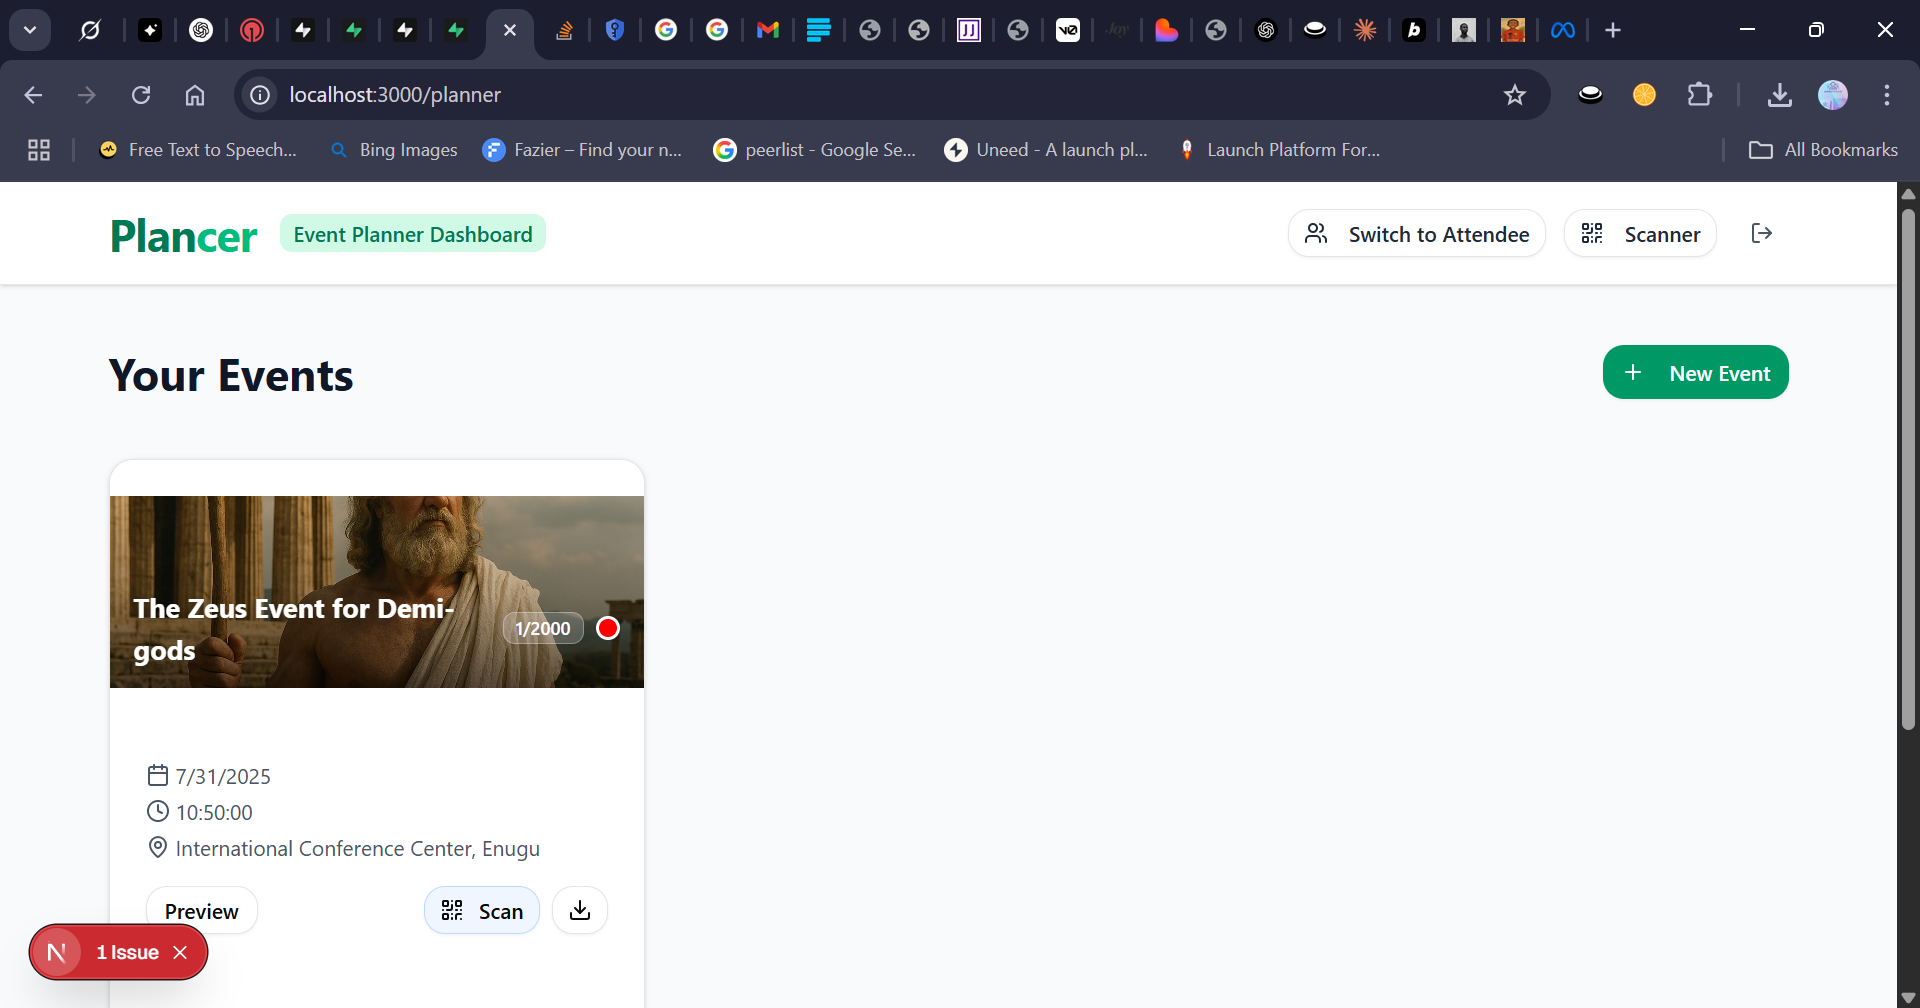 localhost:3000/planner
Free Text to Speech...
Bing Images
Fazier – Find your n...
peerlist - Google Se...
Uneed - A launch pl...
Launch Platform For...
All Bookmarks
Plancer
Event Planner Dashboard
Switch to Attendee
Scanner
Your Events
New Event
The Zeus Event for Demi-
gods
1/2000
7/31/2025
10:50:00
International Conference Center, Enugu
Preview
Scan
N
1 Issue